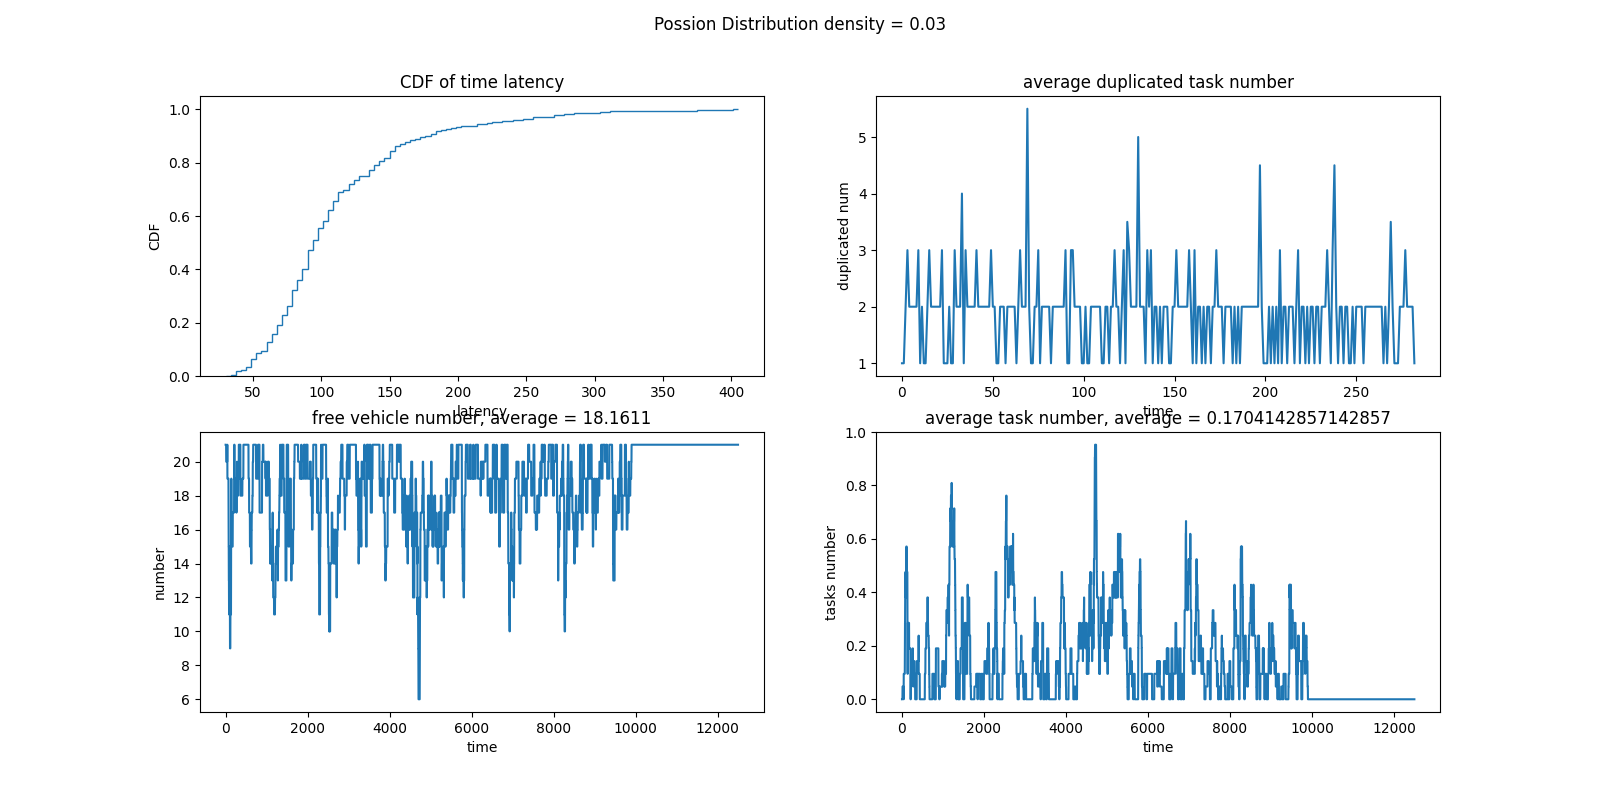 Possion Distribution density = 0.03
CDF of time latency
1.0
0.8
0.6
0.4
0.2
0.0
CDF
50 100 150 200 250 300 350 400
latency
average duplicated task number
5
4
3
2
1
duplicated num
0 50 100 150 200 250
time
free vehicle number, average = 18.1611
20
18
16
14
12
10
8
6
number
0 2000 4000 6000 8000 10000 12000
time
average task number, average = 0.1704142857142857
1.0
0.8
0.6
0.4
0.2
0.0
tasks number
0 2000 4000 6000 8000 10000 12000
time